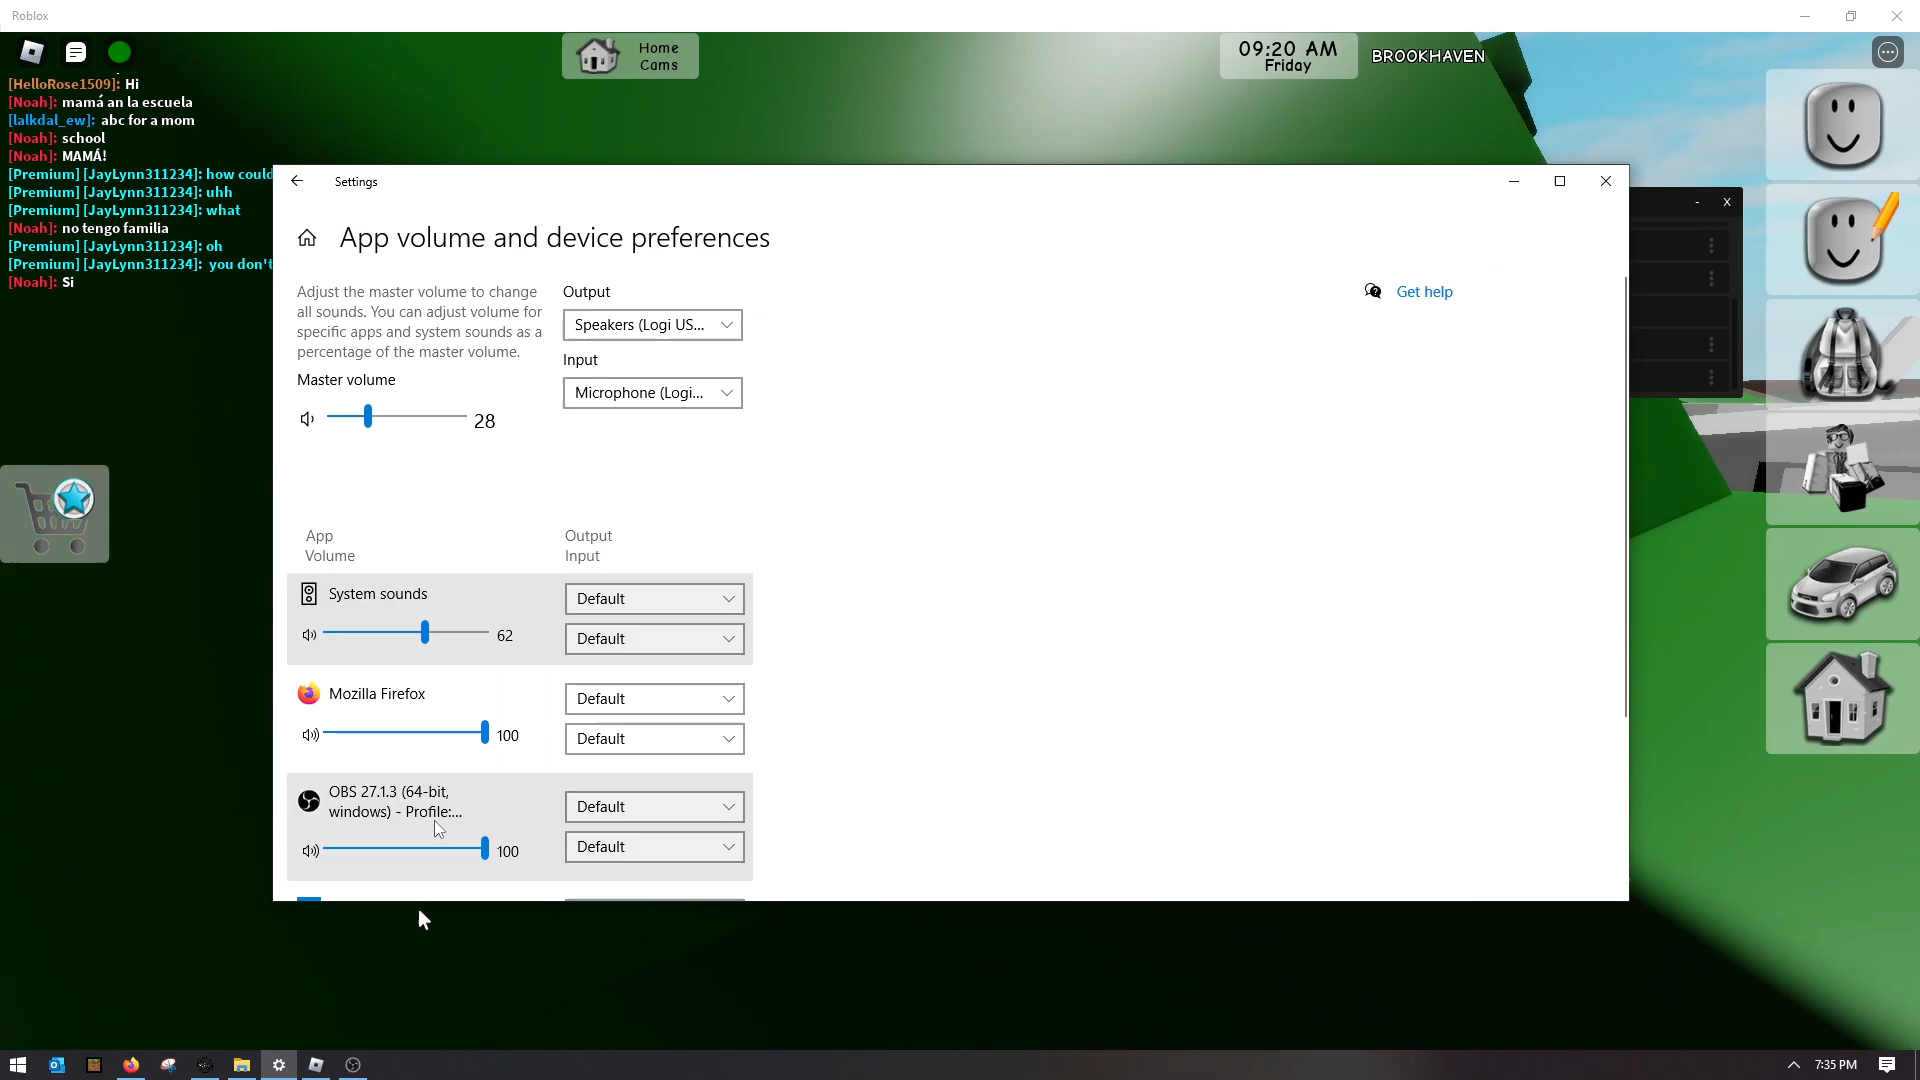 Roblox
Home
Cams
09:20 AM
Friday
BROOKHAVEN
[HelloRose1509]: Hi
[Noah]: mamá an la escuela
[lalkdal_ew]: abc for a mom
[Noah]: school
[Noah]: MAMÁ!
[Premium] [JayLynn311234]: how could
[Premium] [JayLynn311234]: uhh
[Premium] [JayLynn311234]: what
[Noah]: no tengo familia
[Premium] [JayLynn311234]: oh
[Premium] [JayLynn311234]: you don't
[Noah]: Si
Settings
App volume and device preferences
Adjust the master volume to change
all sounds. You can adjust volume for
specific apps and system sounds as a
percentage of the master volume.
Master volume
28
Output
Speakers (Logi US...
Input
Microphone (Logi...
Get help
App
Volume
Output
Input
System sounds
62
Default
Default
Mozilla Firefox
100
Default
Default
OBS 27.1.3 (64-bit,
windows) - Profile:...
100
Default
Default
7:35 PM